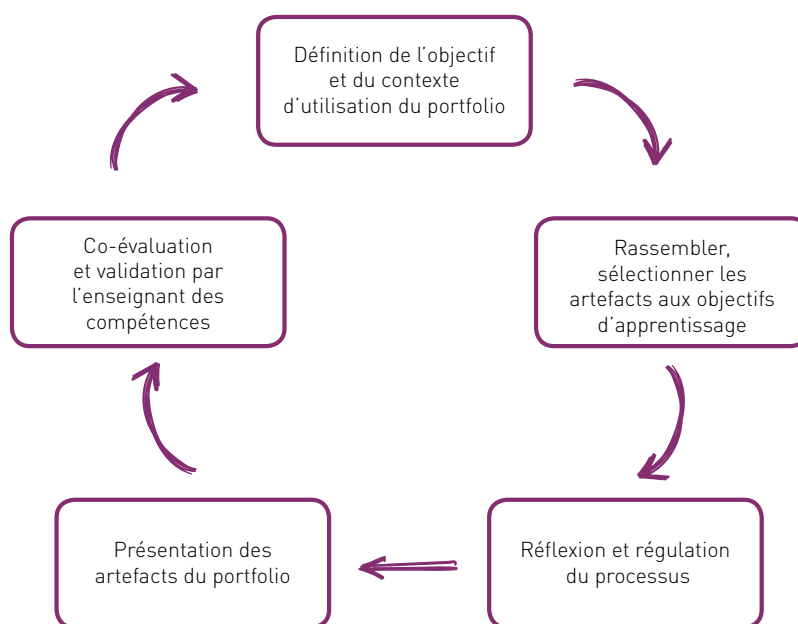 Définition de l’objectif
et du contexte
d’utilisation du portfolio
Rassembler,
sélectionner les
artefacts aux objectifs
d’apprentissage
Réflexion et régulation
du processus
Présentation des
artefacts du portfolio
Co-évaluation
et validation par
l’enseignant des
compétences